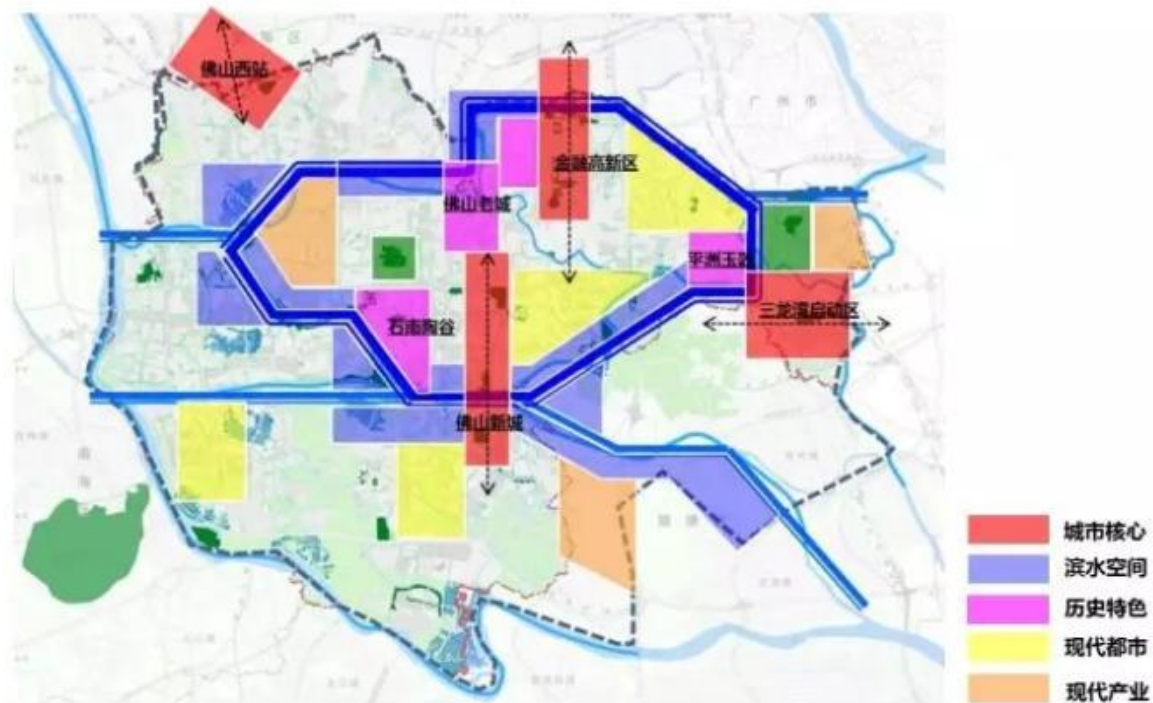 佛山西站
广州市
金融高新区
佛山老城
平洲玉器
三龙湾启动区
石南陶谷
佛山新城
城市核心
滨水空间
历史特色
现代都市
现代产业